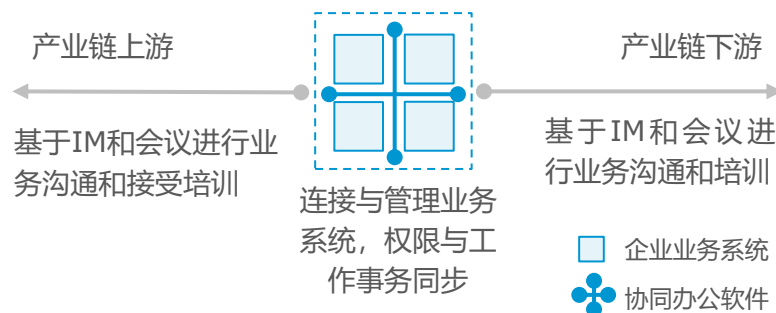 产业链上游
产业链下游
基于IM和会议进行业
务沟通和接受培训
连接与管理业务
系统，权限与工
作事务同步
基于IM和会议进
行业务沟通和培训
企业业务系统
协同办公软件